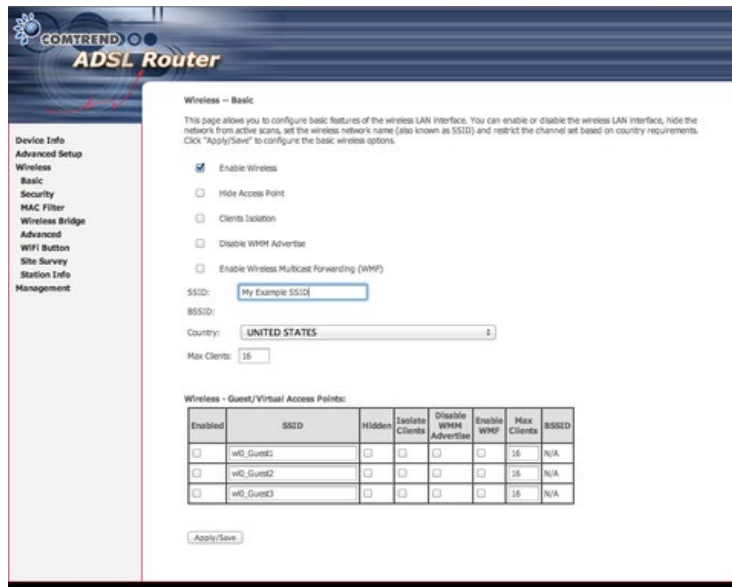 COMTREND
ADSL Router
Device Info
Advanced Setup
Wireless
Basic
Security
MAC Filter
Wireless Bridge
Advanced
WiFi Button
Site Survey
Station Info
Management
Wireless -- Basic
This page allows you to configure basic features of the wireless LAN interface. You can enable or disable the wireless LAN interface, hide the
network from active scans, set the wireless network name (also known as SSID) and restrict the channel set based on country requirements.
Click "Apply/Save" to configure the basic wireless options.
Enable Wireless
Hide Access Point
Clients Isolation
Disable WMM Advertise
Enable Wireless Multicast Forwarding (WMF)
SSID: My Example SSID
BSSID:
Country: UNITED STATES
Max Clients: 16
Wireless - Guest/Virtual Access Points:
Enabled SSID Hidden Isolate Clients Disable WMM Advertise Enable WMF Max Clients BSSID
wl0_Guest1 16 N/A
wl0_Guest2 16 N/A
wl0_Guest3 16 N/A
Apply/Save